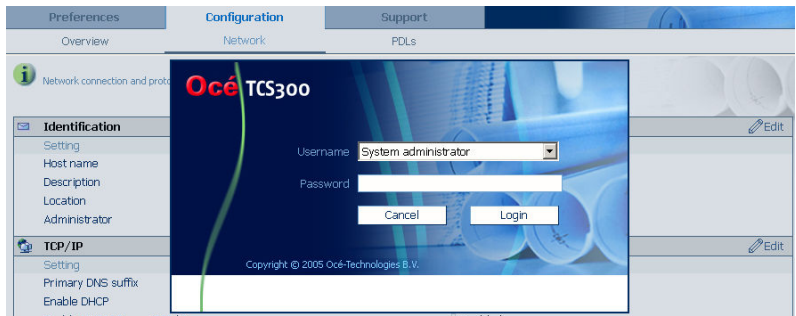 Preferences Configuration Support
Overview Network PDLs
Network connection and proto
Océ TCS300
Identification Edit
Setting
Username System administrator
Host name
Description
Password
Location
Cancel Login
Administrator
TCP/IP Edit
Setting
Copyright © 2005 Océ-Technologies B.V.
Primary DNS suffix
Enable DHCP